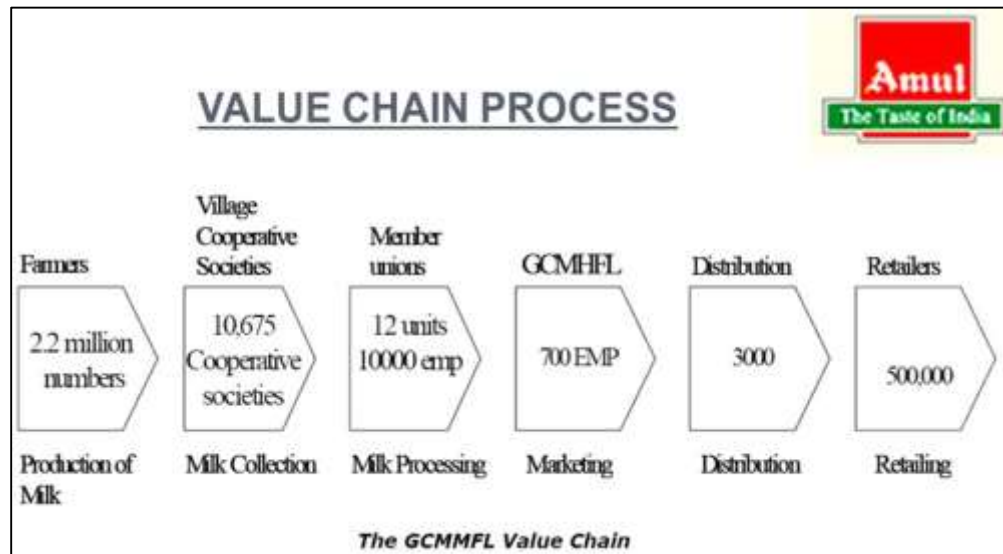 Amul
The Taste of India
VALUE CHAIN PROCESS
Farmers
Village
Cooperative
Societies
Member
unions
GCMHFL
Distribution
Retailers
2.2 million
numbers
10,675
Cooperative
societies
12 units
10000 emp
700 EMP
3000
500,000
Production of
Milk
Milk Collection
Milk Processing
Marketing
Distribution
Retailing
The GCMMFL Value Chain